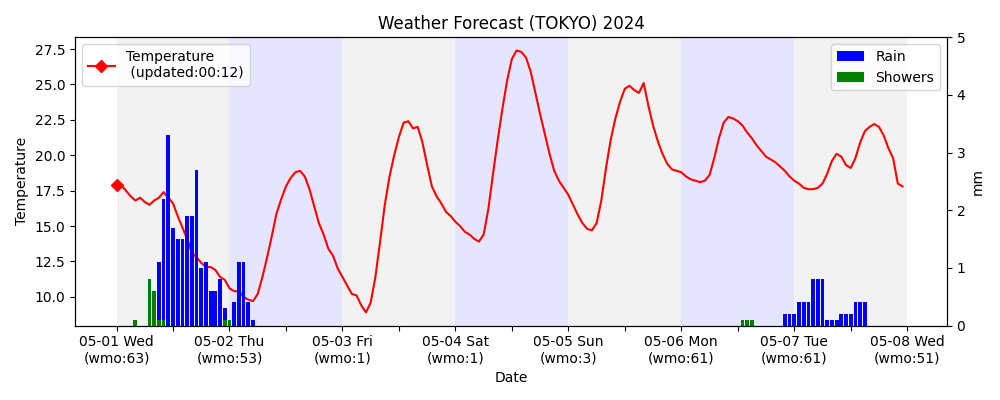 Weather Forecast (TOKYO) 2024
Temperature
(updated:00:12)
Rain
Showers
Temperature
27.5
25.0
22.5
20.0
17.5
15.0
12.5
10.0
5
4
3
2
1
0
mm
05-01 Wed
(wmo:63)
05-02 Thu
(wmo:53)
05-03 Fri
(wmo:1)
05-04 Sat
(wmo:1)
05-05 Sun
(wmo:3)
05-06 Mon
(wmo:61)
05-07 Tue
(wmo:61)
05-08 Wed
(wmo:51)
Date